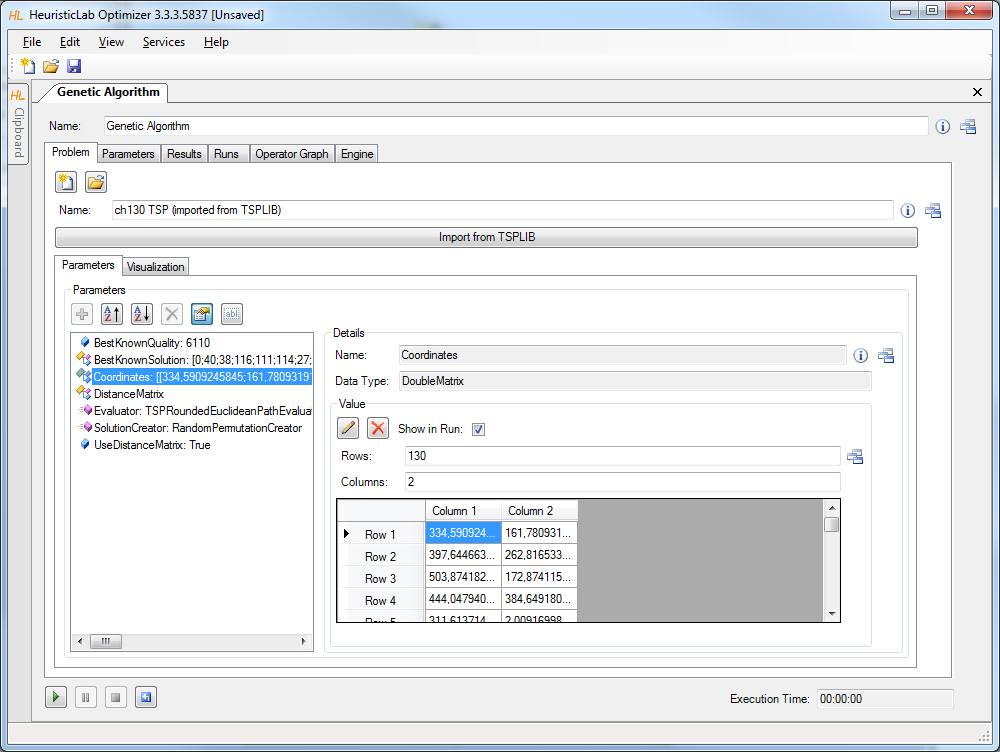 HL HeuristicLab Optimizer 3.3.3.5837 [Unsaved]
File Edit View Services Help
HL Clipboard
Genetic Algorithm
Name: Genetic Algorithm
Problem Parameters Results Runs Operator Graph Engine
Name: ch130 TSP (imported from TSPLIB)
Import from TSPLIB
Parameters Visualization
Parameters
BestKnownQuality: 6110
BestKnownSolution: [0;40;38;116;111;114;27;
Coordinates: [[334,5909245845;161,7809319
DistanceMatrix
Evaluator: TSPRoundedEuclideanPathEvalua
SolutionCreator: RandomPermutationCreator
UseDistanceMatrix: True
Details
Name: Coordinates
Data Type: DoubleMatrix
Value
Show in Run:
Rows: 130
Columns: 2
Column 1 Column 2
Row 1 334,590924... 161,780931...
Row 2 397,644663... 262,816533...
Row 3 503,874182... 172,874115...
Row 4 444,047940... 384,649180...
Row 5 311,613714... 2,00916998...
Execution Time: 00:00:00